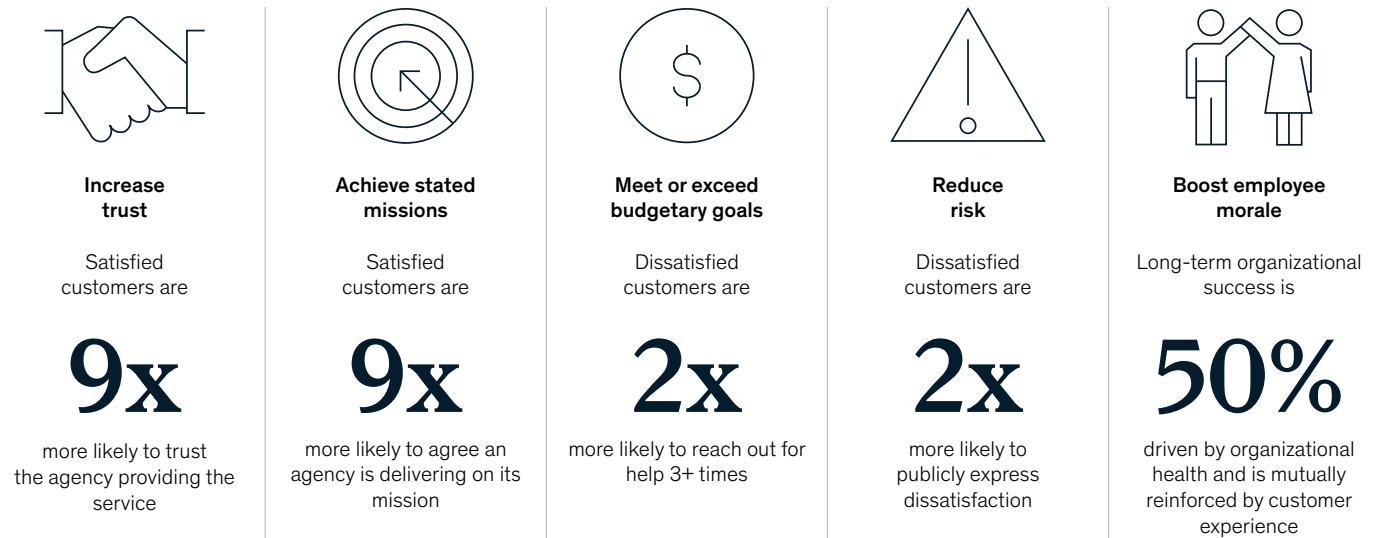 Increase
trust
Satisfied
customers are
9x
more likely to trust
the agency providing the
service
Achieve stated
missions
Satisfied
customers are
9x
more likely to agree an
agency is delivering on its
mission
Meet or exceed
budgetary goals
Dissatisfied
customers are
2x
more likely to reach out for
help 3+ times
Reduce
risk
Dissatisfied
customers are
2x
more likely to
publicly express
dissatisfaction
Boost employee
morale
Long-term organizational
success is
50%
driven by organizational
health and is mutually
reinforced by customer
experience